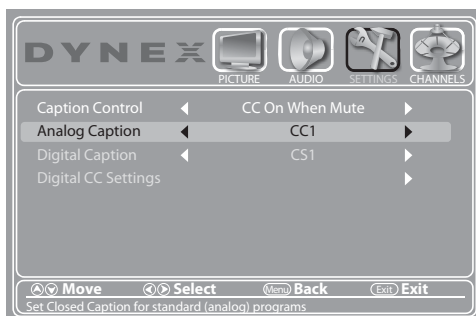 DYNEX
PICTURE AUDIO SETTINGS CHANNELS
Caption Control CC On When Mute
Analog Caption CC1
Digital Caption CS1
Digital CC Settings
Move Select Menu Back Exit Exit
Set Closed Caption for standard (analog) programs